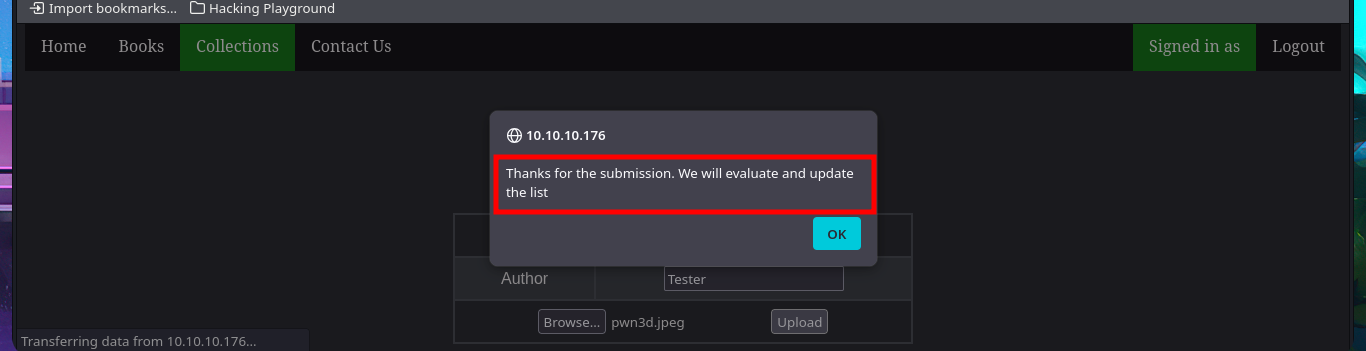 Import bookmarks... Hacking Playground
Home Books Collections Contact Us Signed in as Logout
10.10.10.176
Thanks for the submission. We will evaluate and update
the list
OK
Author Tester
Browse... pwn3d.jpeg Upload
Transferring data from 10.10.10.176...